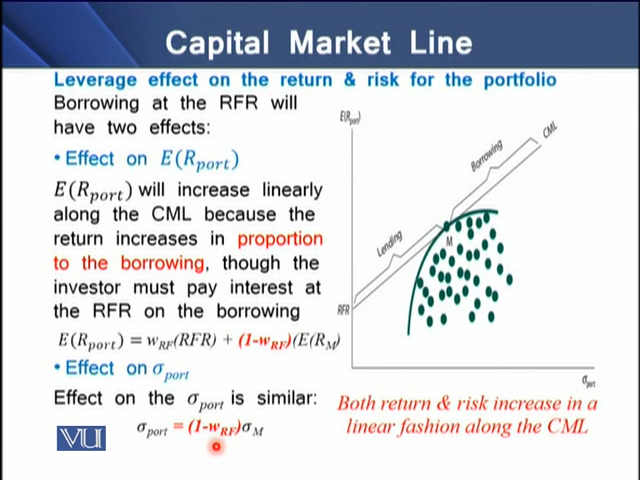 Capital Market Line
Leverage effect on the return & risk for the portfolio
Borrowing at the RFR will
have two effects:
• Effect on E(Rport)
E(Rport) will increase linearly
along the CML because the
return increases in proportion
to the borrowing, though the
investor must pay interest at
the RFR on the borrowing
E(Rport) = wRF(RFR) + (1-wRF)(E(RM)
• Effect on σport
Effect on the σport is similar:
σport = (1-wRF)σM
VU
E(Rport)
CML
Borrowing
Lending
M
RFR
σport
Both return & risk increase in a
linear fashion along the CML